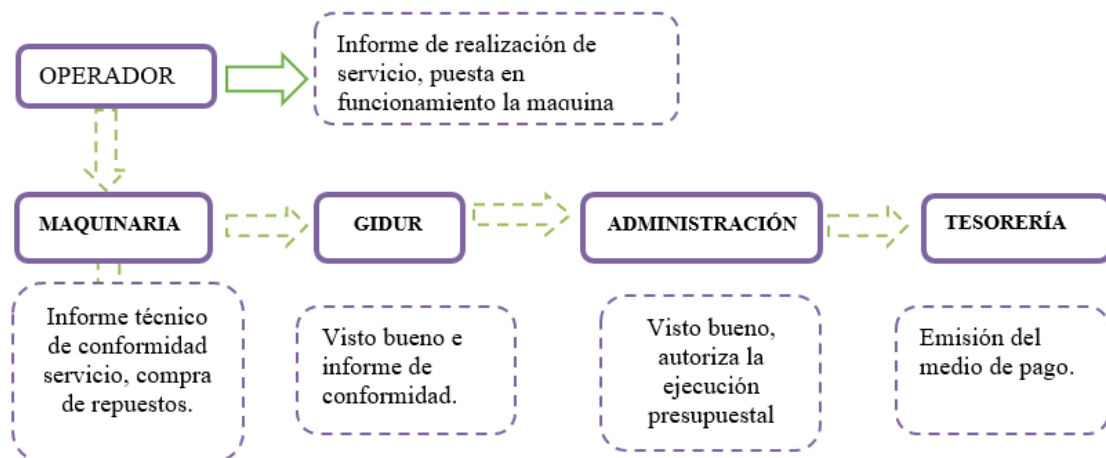 OPERADOR
Informe de realización de
servicio, puesta en
funcionamiento la maquina
MAQUINARIA
GIDUR
ADMINISTRACIÓN
TESORERÍA
Informe técnico
de conformidad
servicio, compra
de repuestos.
Visto bueno e
informe de
conformidad.
Visto bueno,
autoriza la
ejecución
presupuestal
Emisión del
medio de pago.